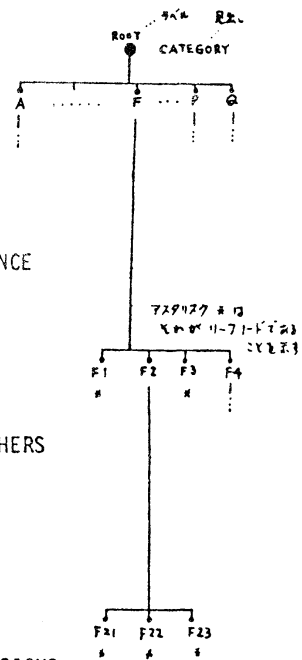 ラベル 見出し
ROOT CATEGORY
A ...... F ... P Q
NCE
アスタリスク * は
それが リーフノードである
ことを示す
F1 F2 F3 F4
* *
HERS
F21 F22 F23
* * *